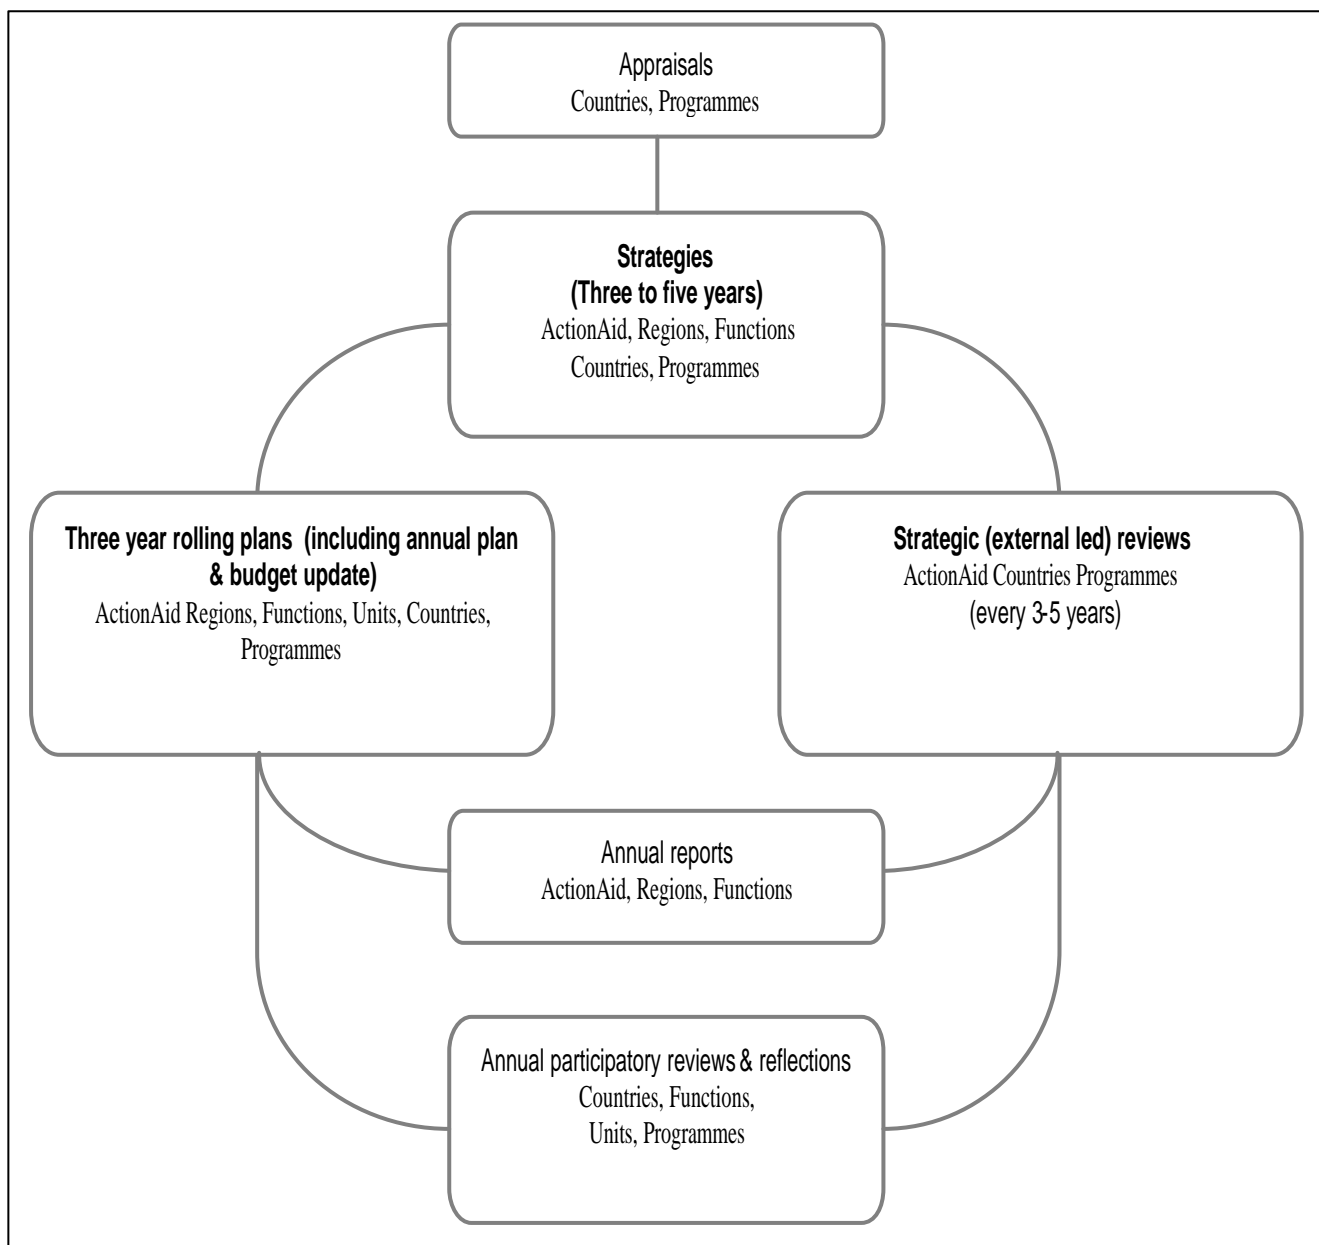 Appraisals
Countries, Programmes
Strategies
(Three to five years)
ActionAid, Regions, Functions
Countries, Programmes
Three year rolling plans (including annual plan
& budget update)
ActionAid Regions, Functions, Units, Countries,
Programmes
Strategic (external led) reviews
ActionAid Countries Programmes
(every 3-5 years)
Annual reports
ActionAid, Regions, Functions
Annual participatory reviews & reflections
Countries, Functions,
Units, Programmes